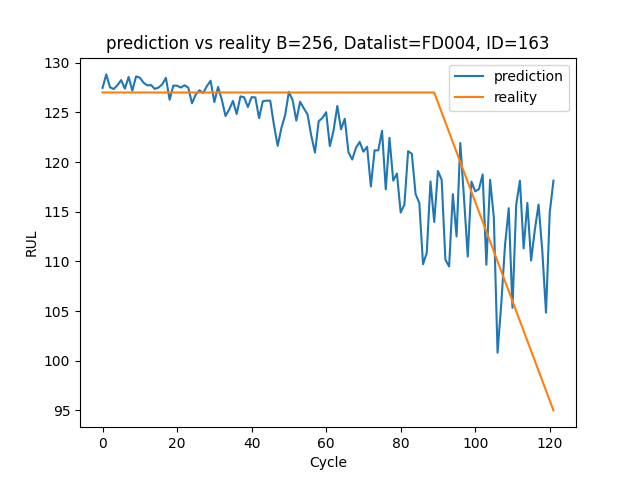 prediction vs reality B=256, Datalist=FD004, ID=163
prediction
reality
RUL
130
125
120
115
110
105
100
95
0 20 40 60 80 100 120
Cycle